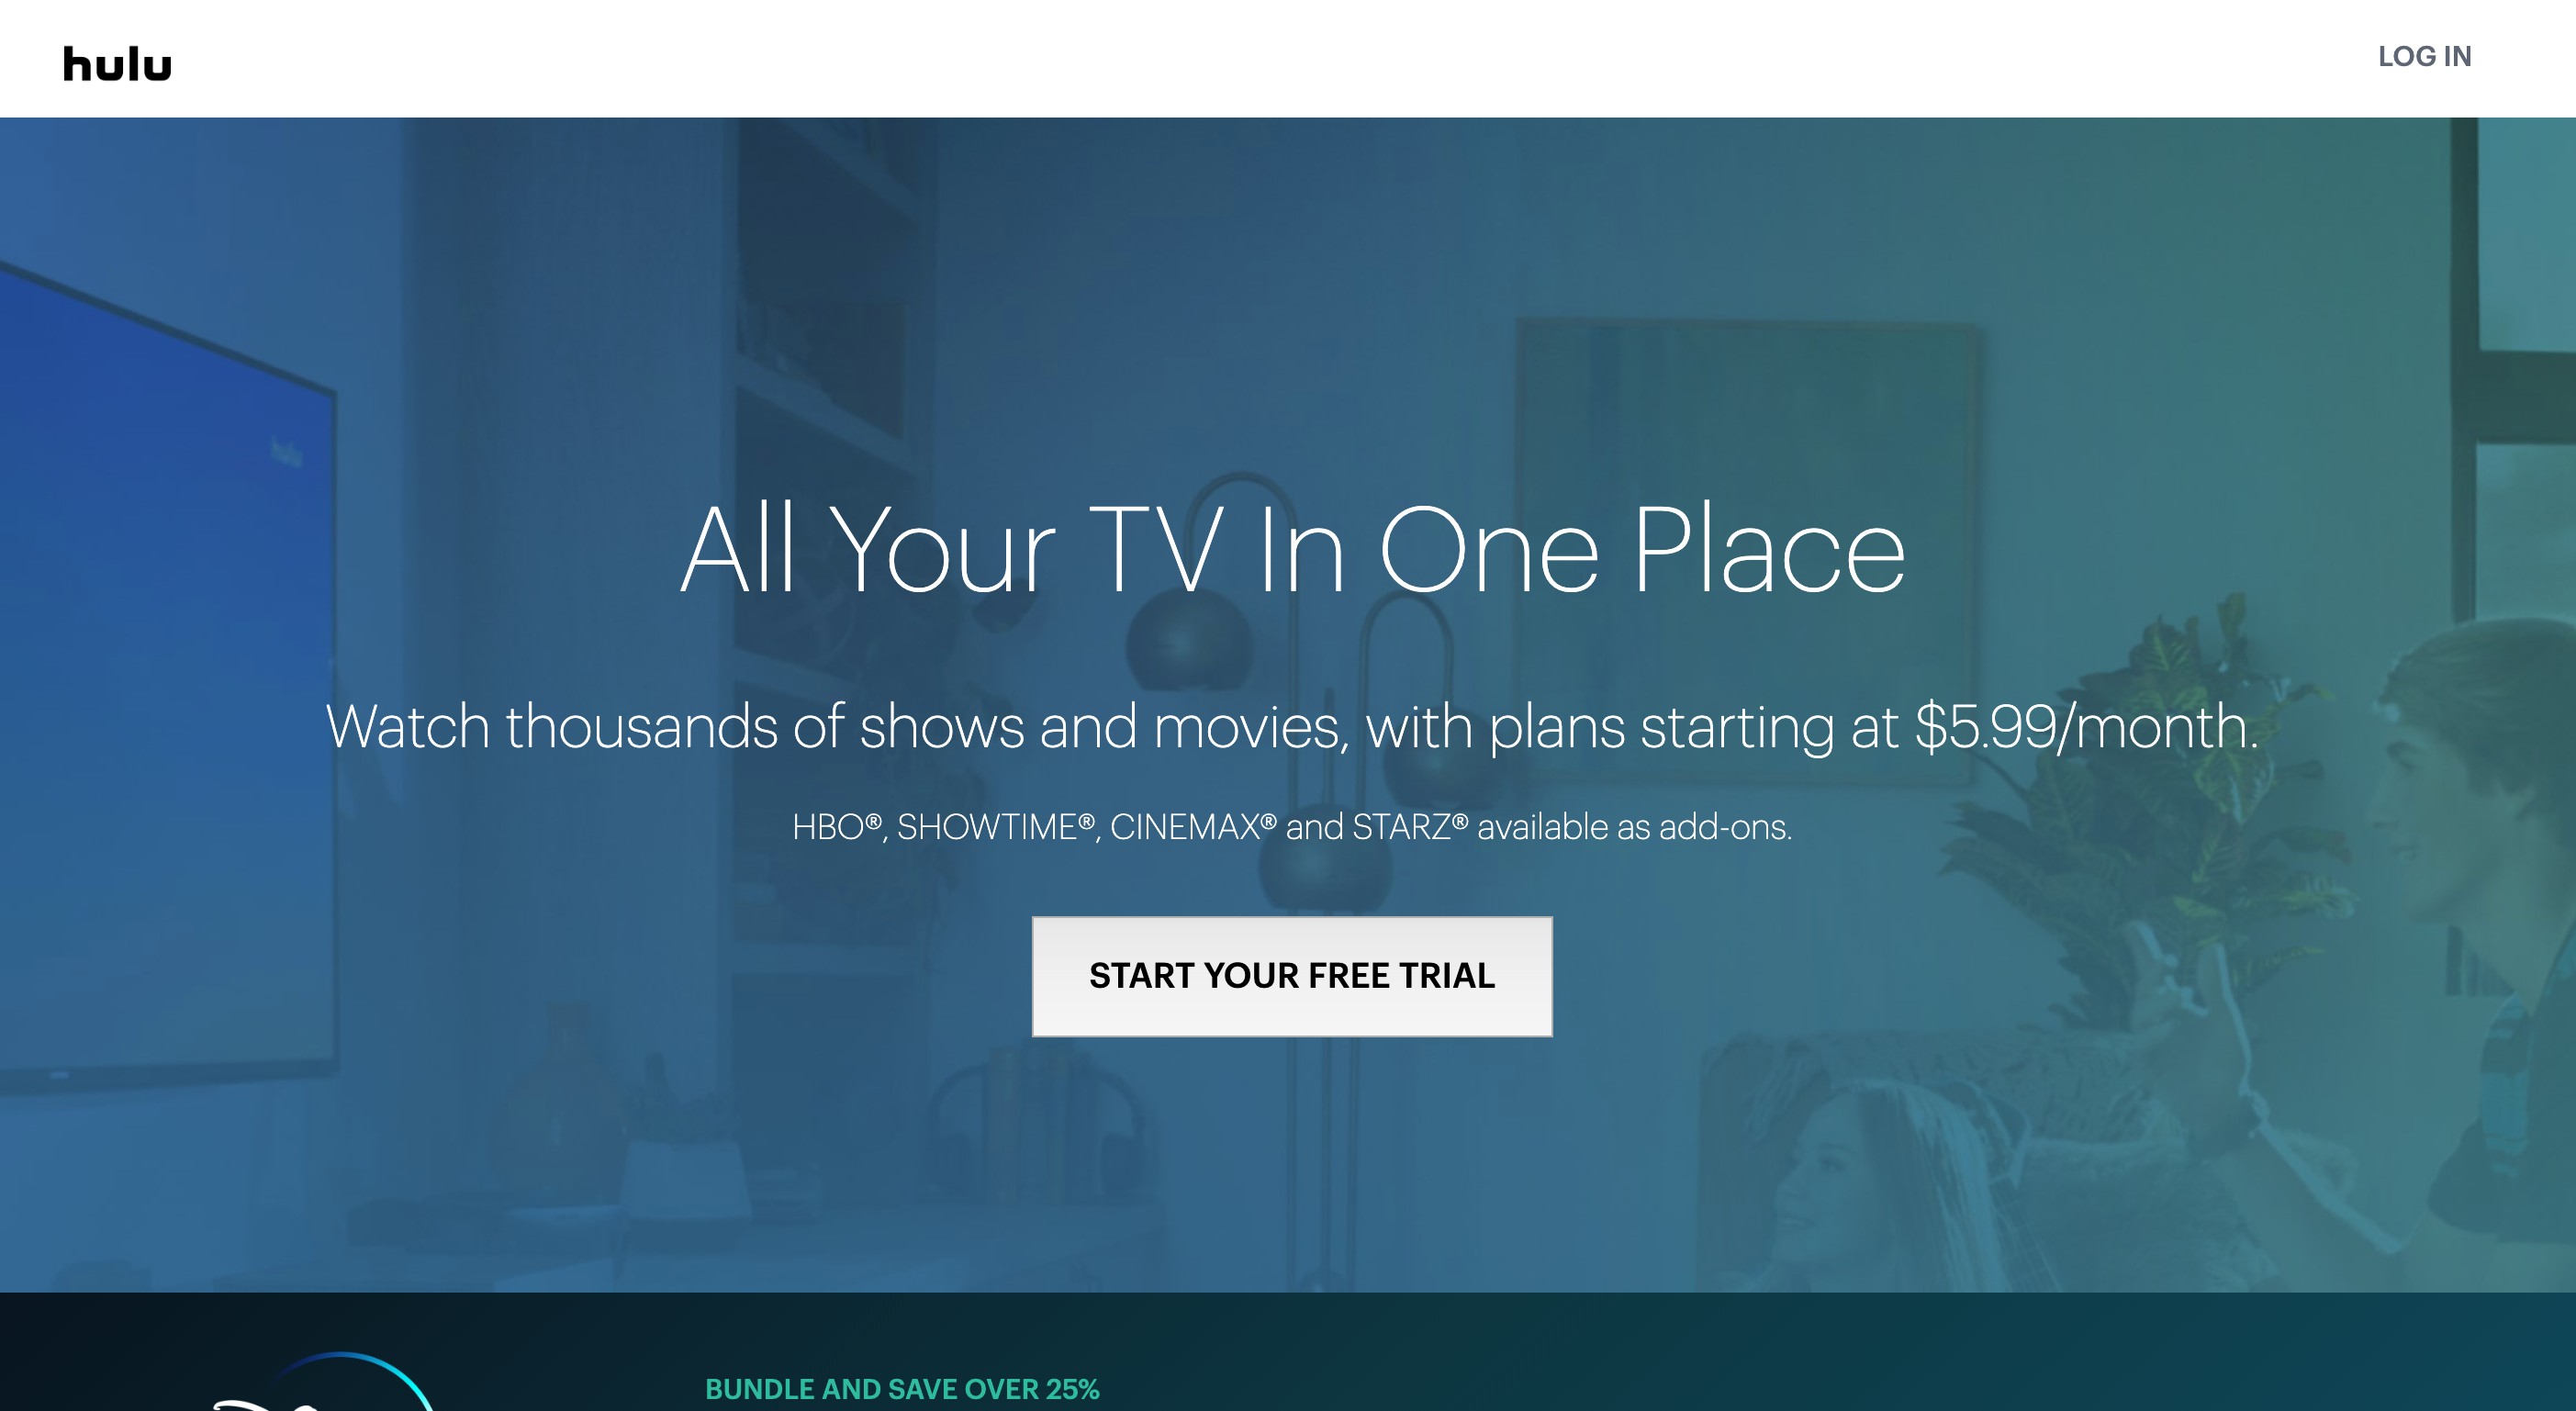 hulu
LOG IN
hulu
All Your TV In One Place
Watch thousands of shows and movies, with plans starting at $5.99/month.
HBO®, SHOWTIME®, CINEMAX® and STARZ® available as add-ons.
START YOUR FREE TRIAL
BUNDLE AND SAVE OVER 25%